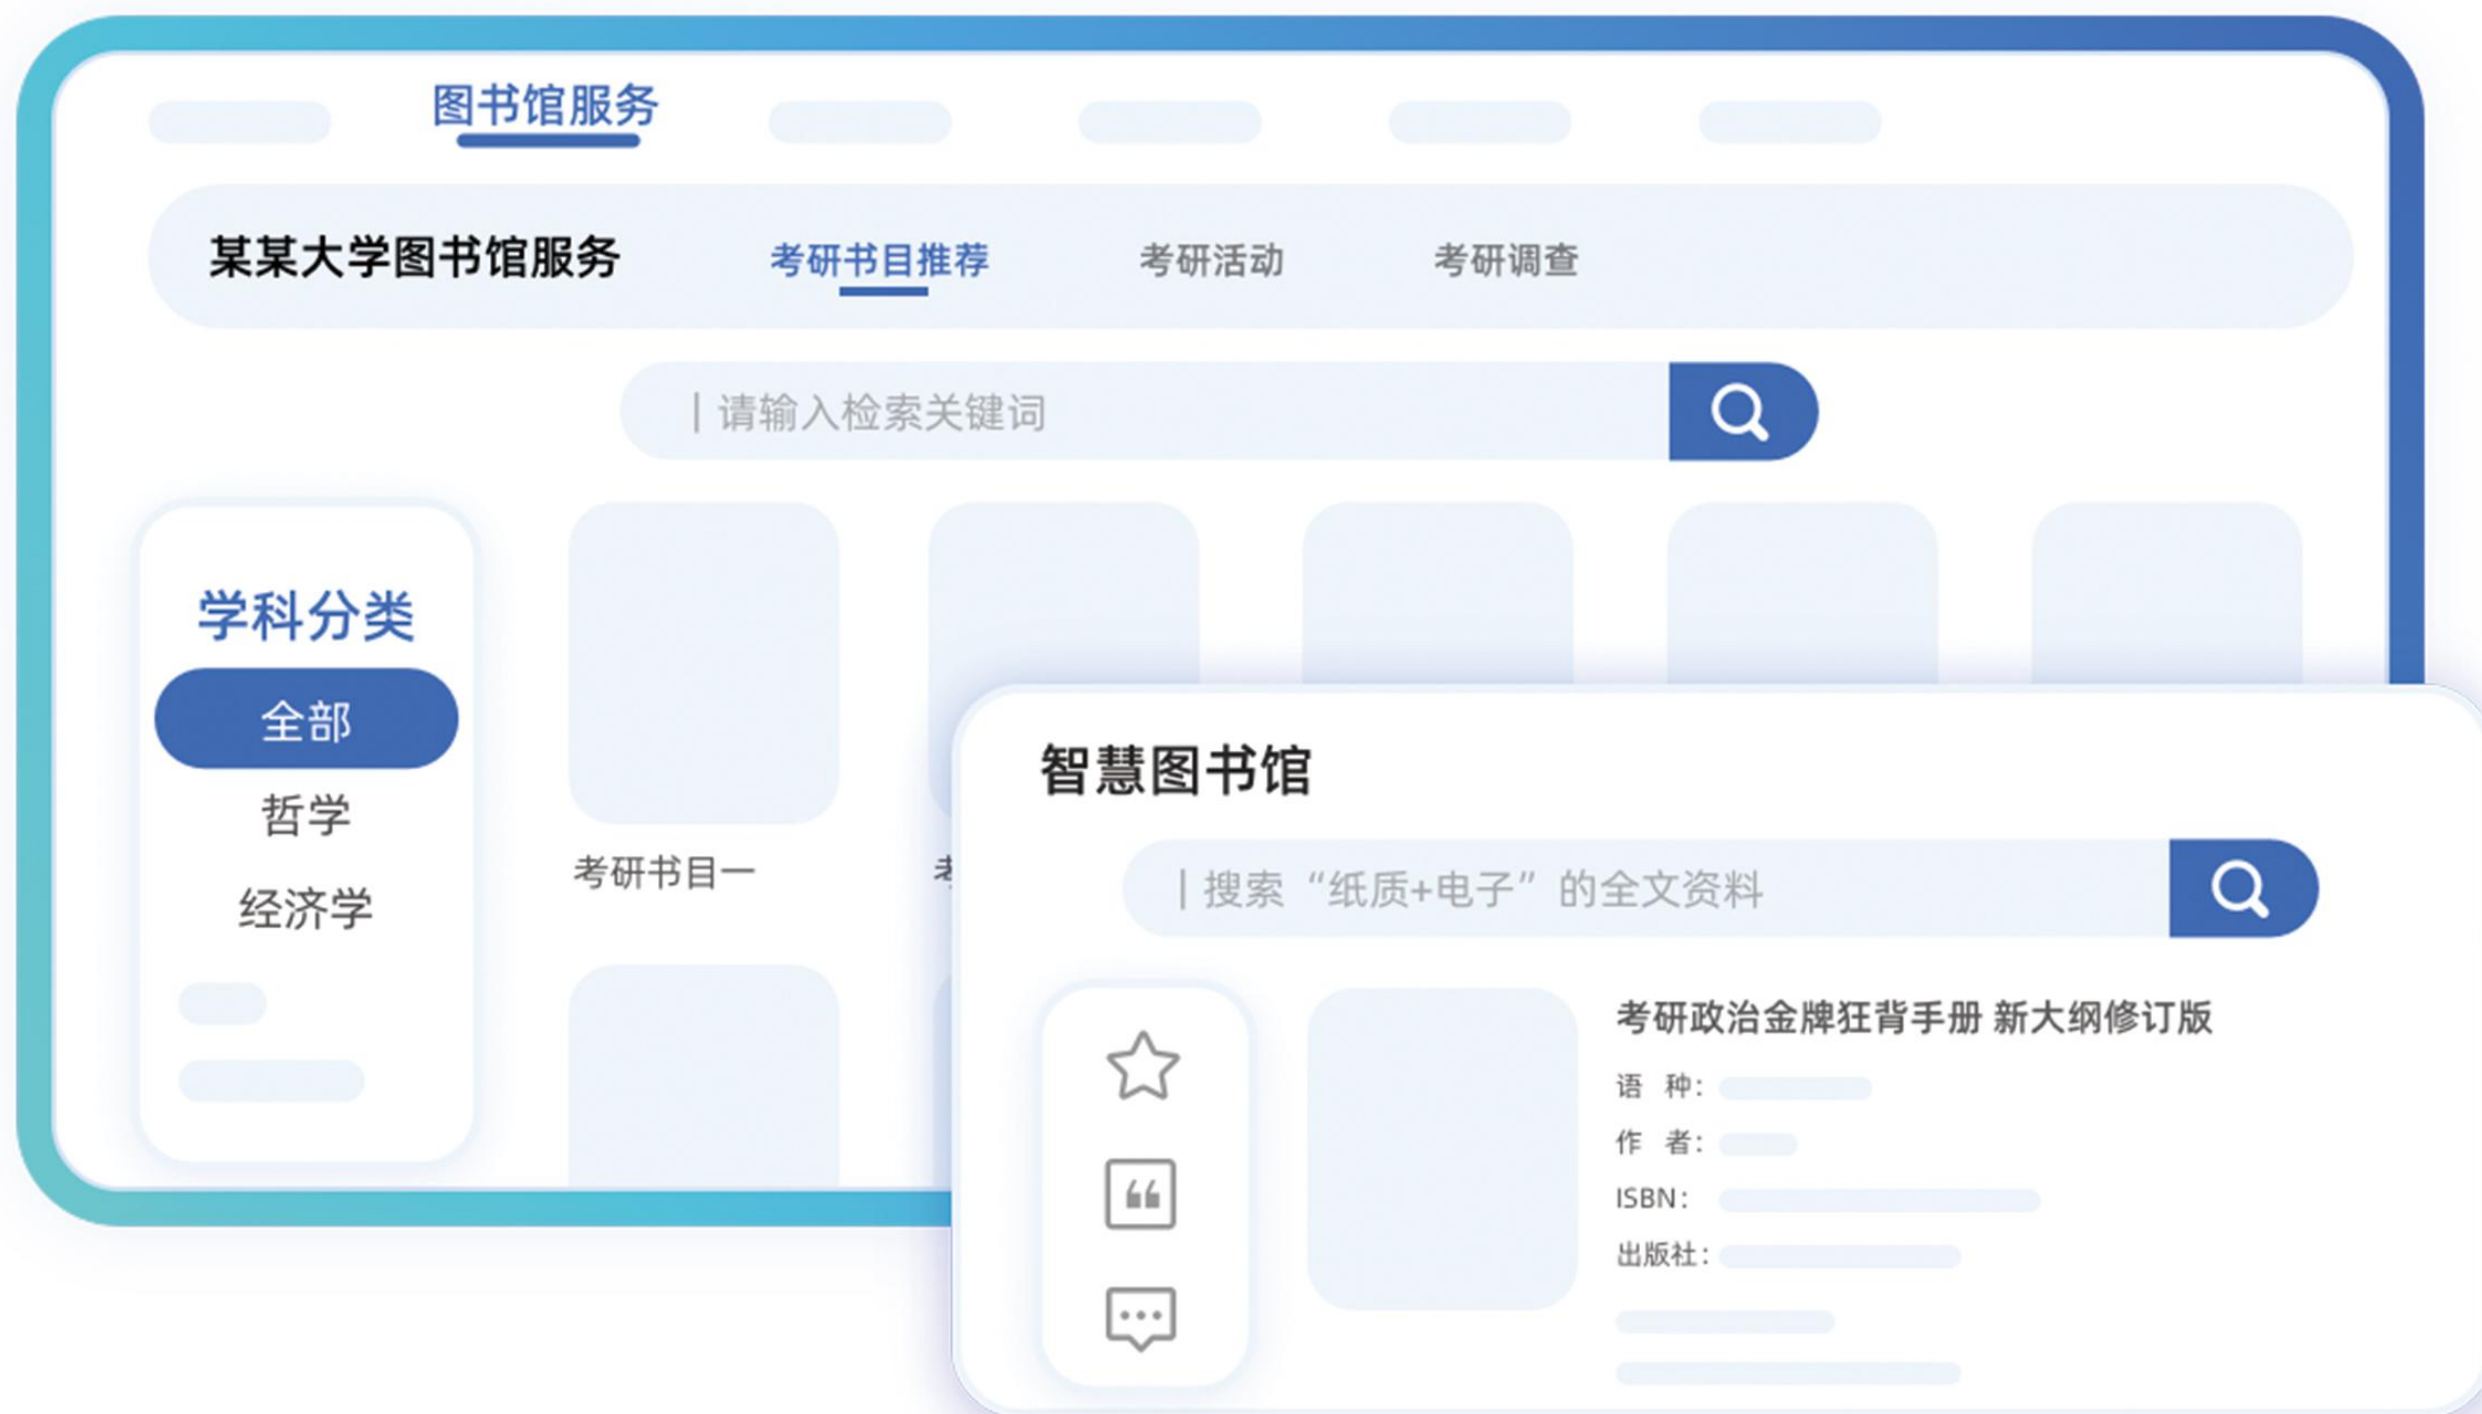 图书馆服务
某某大学图书馆服务 考研书目推荐 考研活动 考研调查
请输入检索关键词
学科分类
全部
哲学
经济学
考研书目一
智慧图书馆
搜索“纸质+电子”的全文资料
考研政治金牌狂背手册 新大纲修订版
语 种：
作 者：
ISBN：
出版社：